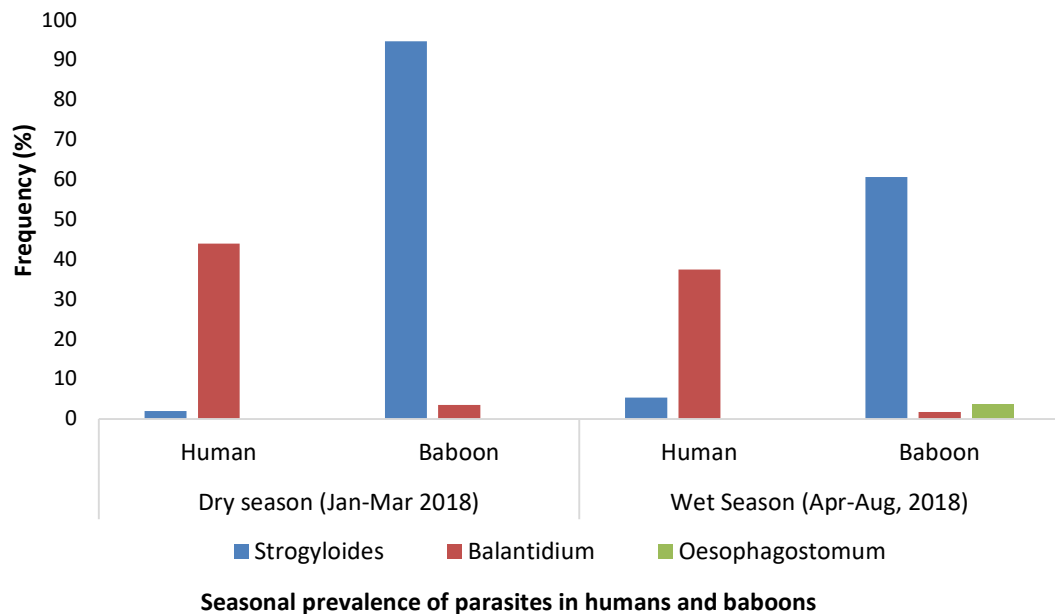 100
90
80
70
60
50
40
30
20
10
0
Frequency (%)
Human Baboon Human Baboon
Dry season (Jan-Mar 2018) Wet Season (Apr-Aug, 2018)
Strogyloides Balantidium Oesophagostomum
Seasonal prevalence of parasites in humans and baboons